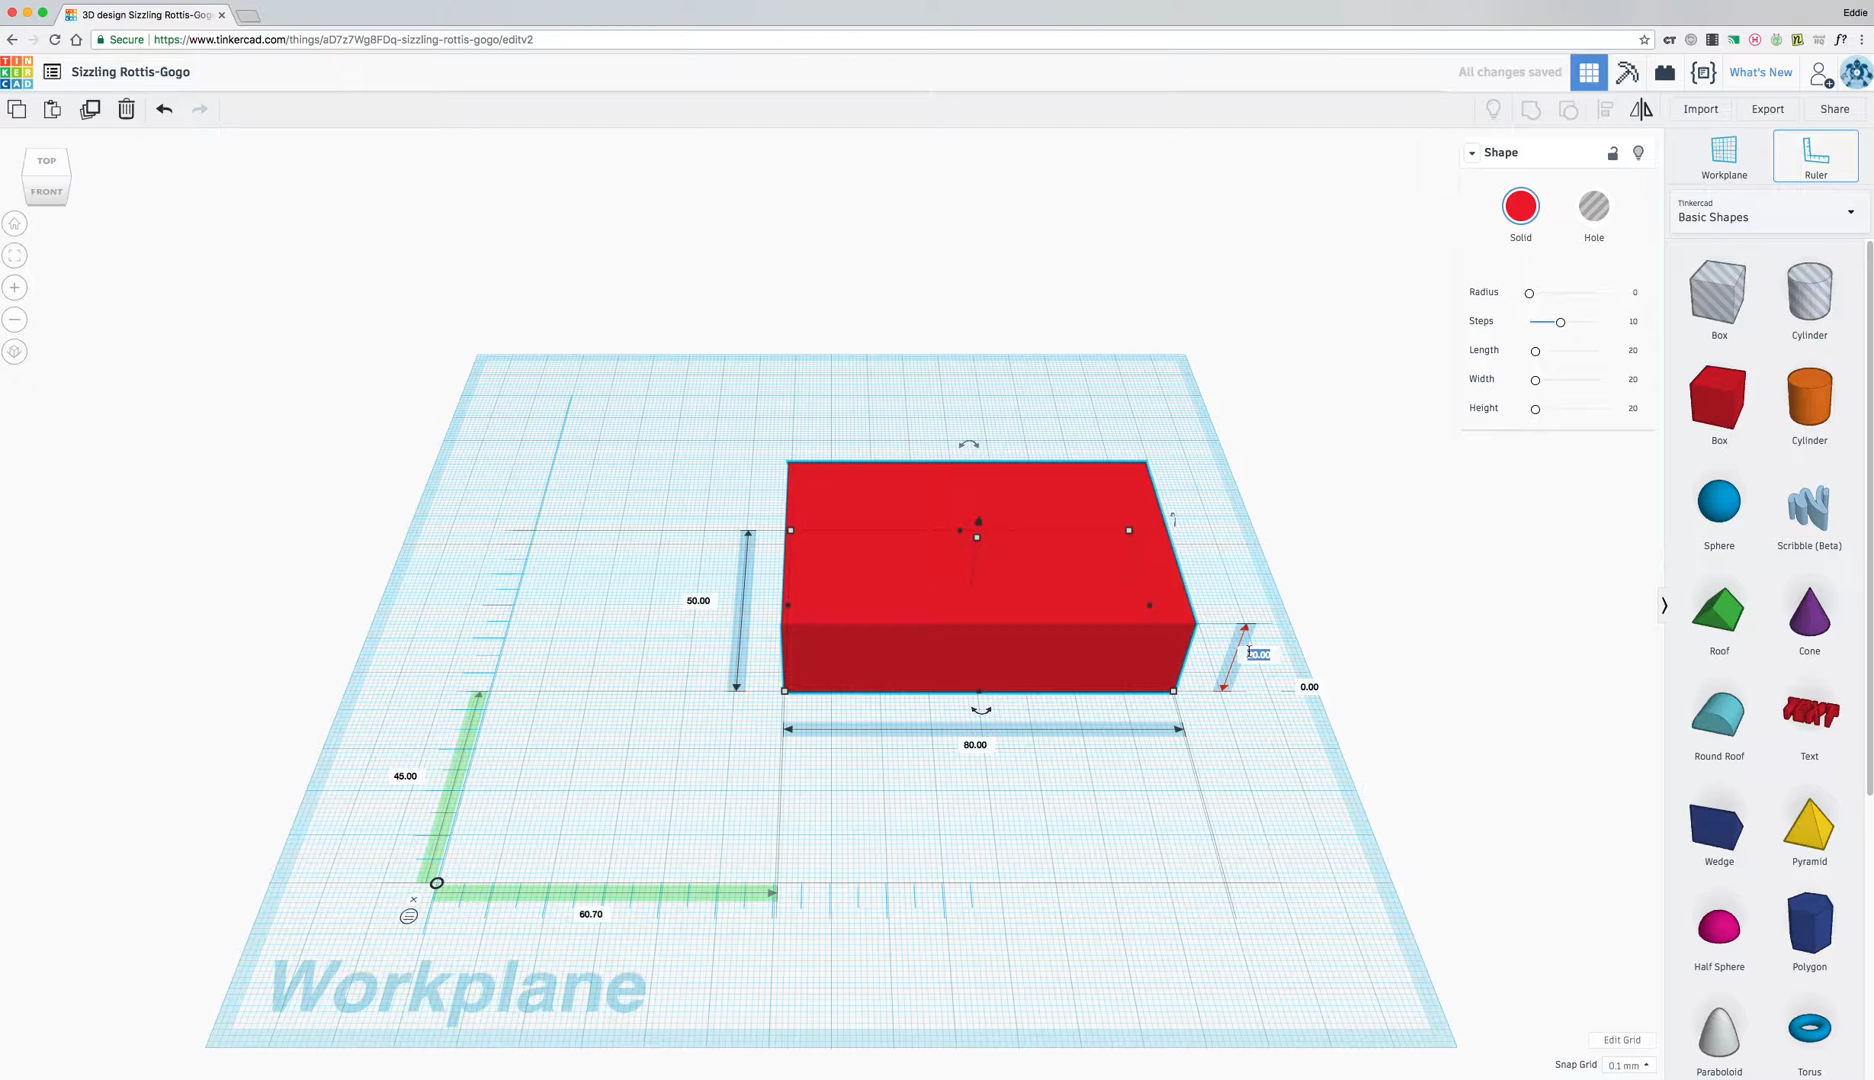 3D design Sizzling Rottis-Gog
Eddie
Secure
https://www.tinkercad.com/things/aD7z7Wg8FDq-sizzling-rottis-gogo/editv2
TIN
KER
CAD
Sizzling Rottis-Gogo
All changes saved
What's New
Import
Export
Share
TOP
FRONT
Shape
Solid
Hole
Radius 0
Steps 10
Length 20
Width 20
Height 20
Workplane
Ruler
Tinkercad
Basic Shapes
Box
Cylinder
Box
Cylinder
Sphere
Scribble (Beta)
Roof
Cone
Round Roof
TEXT
Text
Wedge
Pyramid
Half Sphere
Polygon
Paraboloid
Torus
50.00
20.00
0.00
80.00
45.00
60.70
Workplane
Edit Grid
Snap Grid 0.1 mm